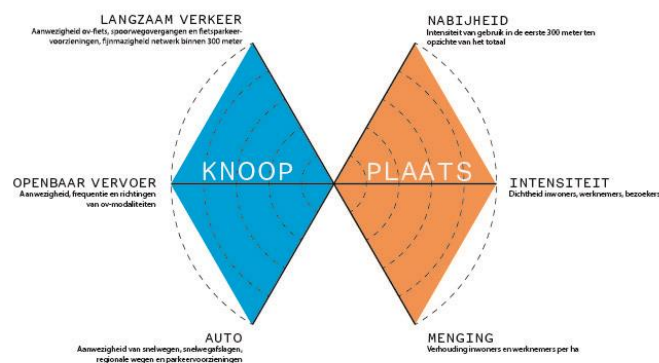 LANGZAAM VERKEER
Aanwezigheid ov-fiets, spoorwegovergangen en fietsparkeer-
voorzieningen, fijnmazigheid netwerk binnen 300 meter
NABIJHEID
Intensiteit van gebruik in de eerste 300 meter ten
opzichte van het totaal
KNOOP
PLAATS
OPENBAAR VERVOER
Aanwezigheid, frequentie en richtingen
van ov-modaliteiten
INTENSITEIT
Dichtheid inwoners, werknemers, bezoekers
AUTO
Aanwezigheid van snelwegen, snelwegafslagen,
regionale wegen en parkeervoorzieningen
MENGING
Verhouding inwoners en werknemers per ha